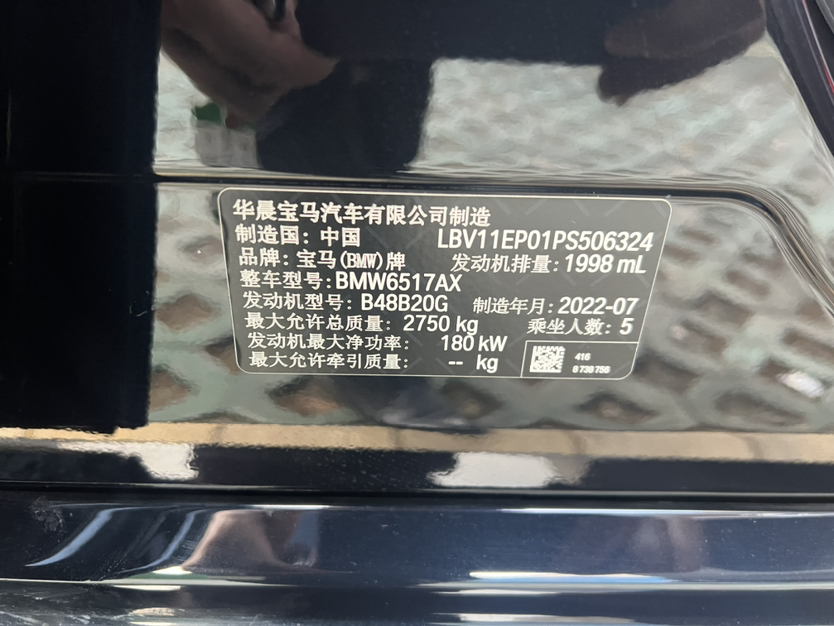 华晨宝马汽车有限公司制造
制造国：中国 LBV11EP01PS506324
品牌：宝马(BMW)牌 发动机排量：1998 mL
整车型号：BMW6517AX
发动机型号：B48B20G 制造年月：2022-07
最大允许总质量：2750 kg 乘坐人数：5
发动机最大净功率： 180 kW
最大允许牵引质量： -- kg
416
8 738 756